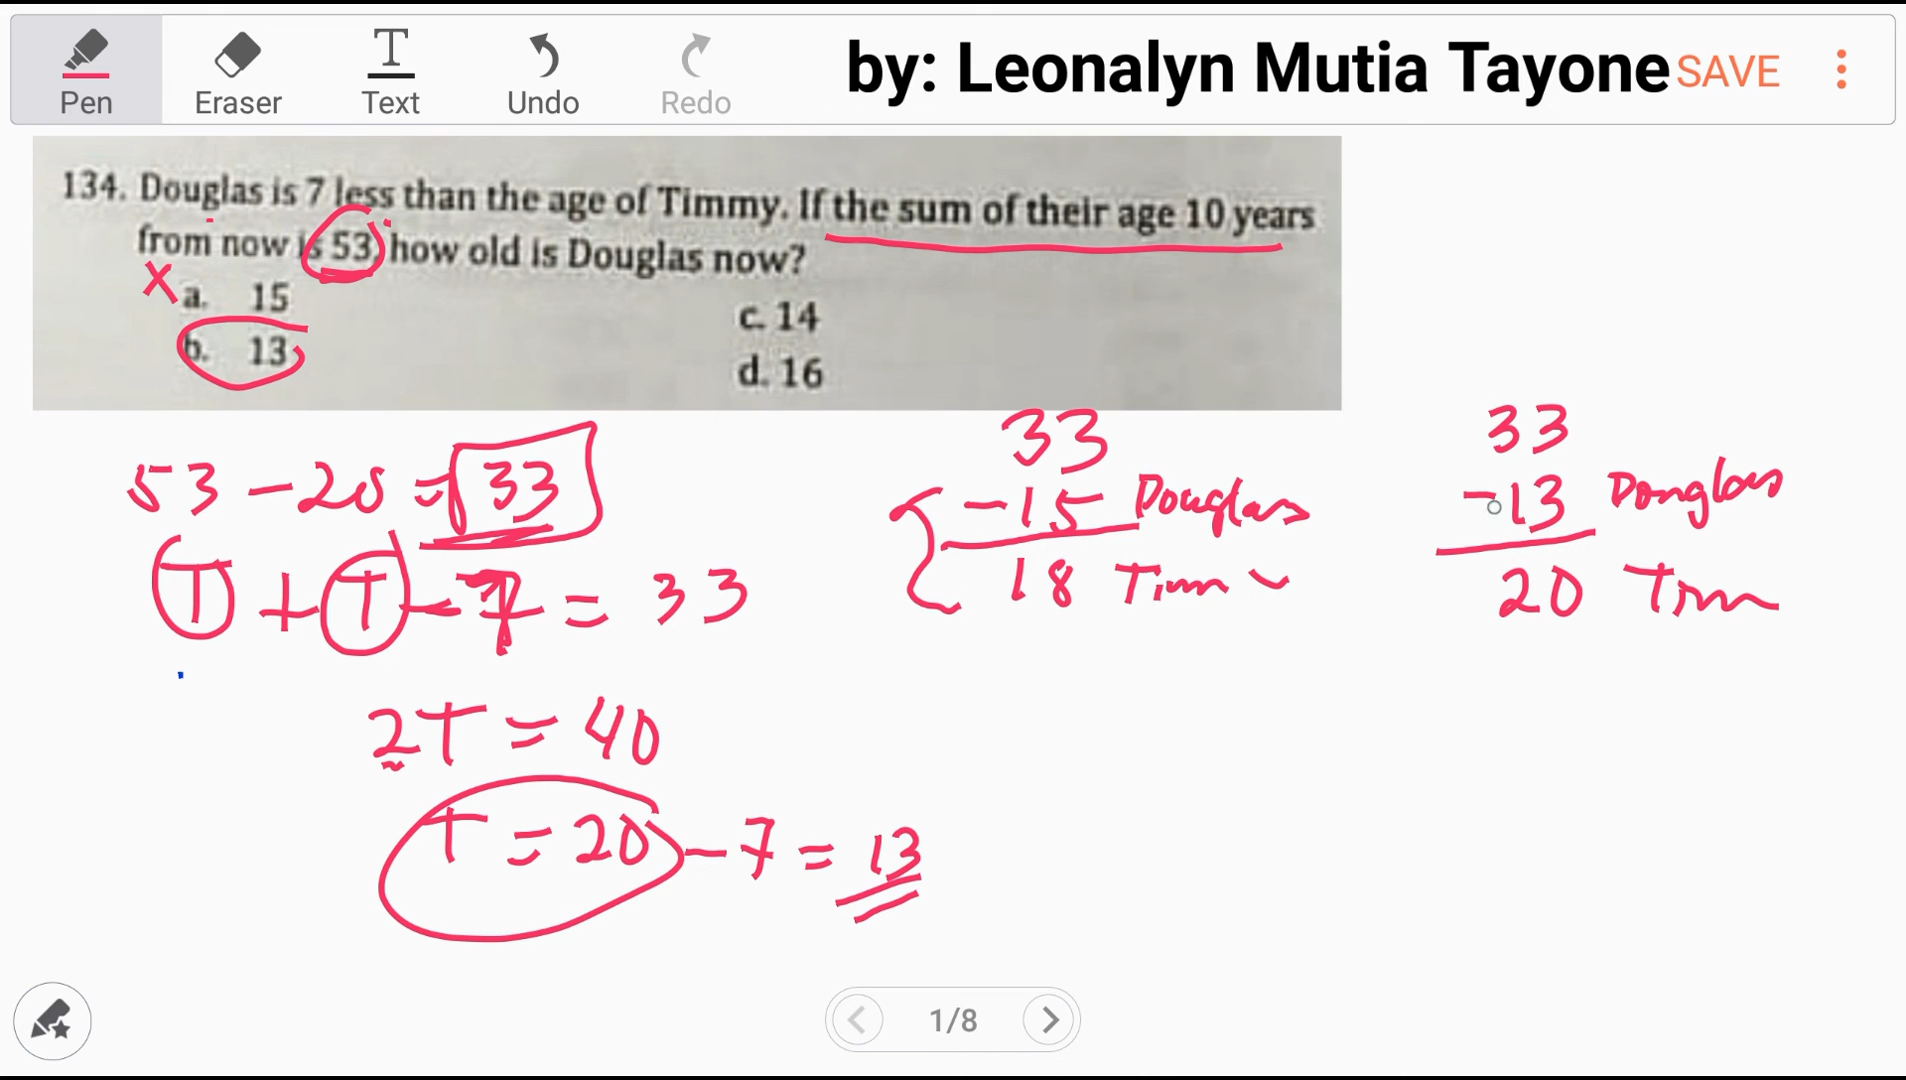 Pen
Eraser
Text
Undo
Redo
by: Leonalyn Mutia Tayone
SAVE
134. Douglas is 7 less than the age of Timmy. If the sum of their age 10 years
from now is 53, how old is Douglas now?
X a. 15
b. 13
c. 14
d. 16
53 - 20 = 33
T + T - 7 = 33
2T = 40
T = 20 - 7 = 13
33
- 15 Douglas
18 Tim
33
- 13 Douglas
20 Tim
1/8